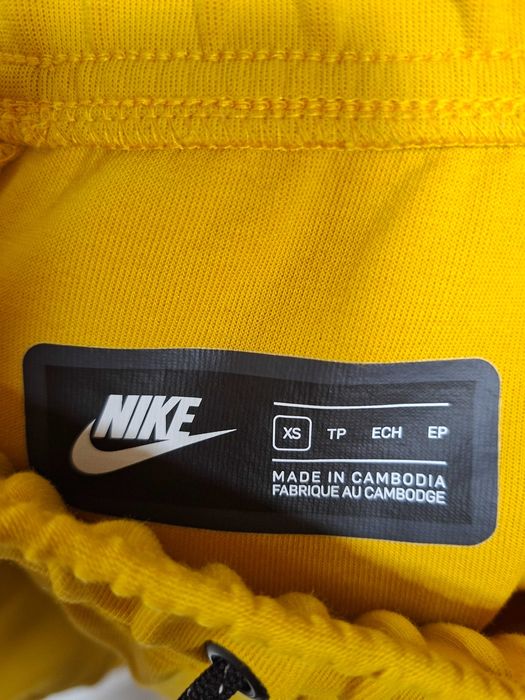 NIKE
XS TP ECH EP
MADE IN CAMBODIA
FABRIQUE AU CAMBODGE